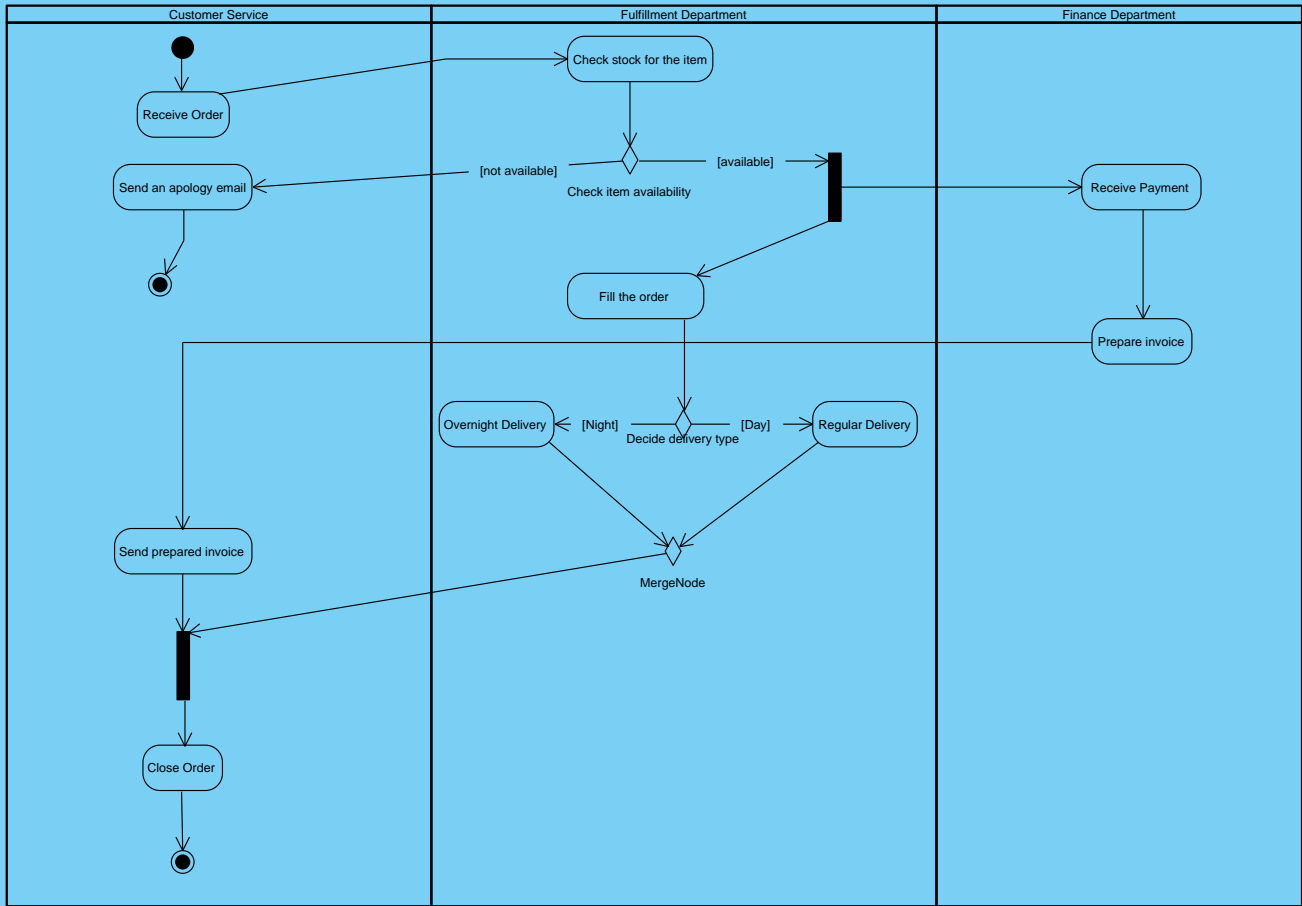 Customer Service
Fulfillment Department
Finance Department
Check stock for the item
Receive Order
[not available]
[available]
Send an apology email
Check item availability
Receive Payment
Fill the order
Prepare invoice
Overnight Delivery
[Night]
[Day]
Regular Delivery
Decide delivery type
Send prepared invoice
MergeNode
Close Order